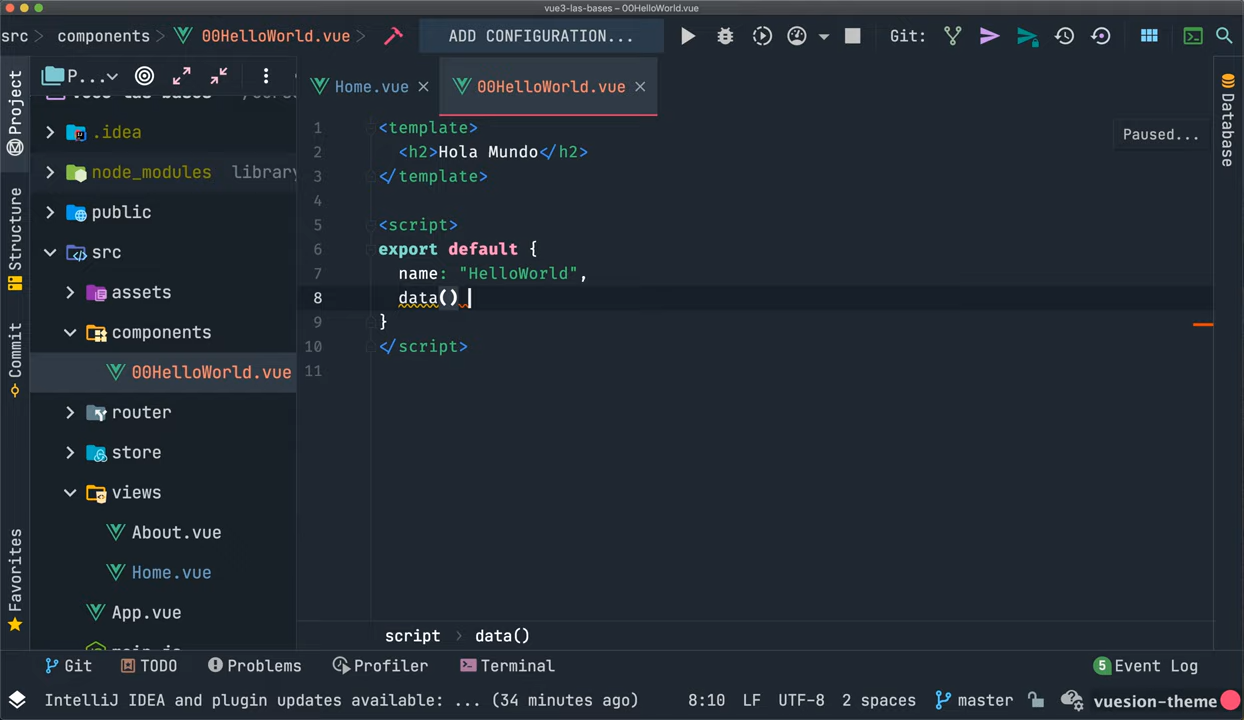 vue3-las-bases – 00HelloWorld.vue
src components 00HelloWorld.vue ADD CONFIGURATION... Git:
Project
Structure
Commit
Favorites
P...
.idea
node_modules library
public
src
assets
components
00HelloWorld.vue
router
store
views
About.vue
Home.vue
App.vue
Home.vue 00HelloWorld.vue
1 <template>
2 <h2>Hola Mundo</h2>
3 </template>
4
5 <script>
6 export default {
7 name: "HelloWorld",
8 data()
9 }
10 </script>
11
Paused...
Database
script > data()
Git TODO Problems Profiler Terminal 5 Event Log
IntelliJ IDEA and plugin updates available: ... (34 minutes ago) 8:10 LF UTF-8 2 spaces master vuesion-theme